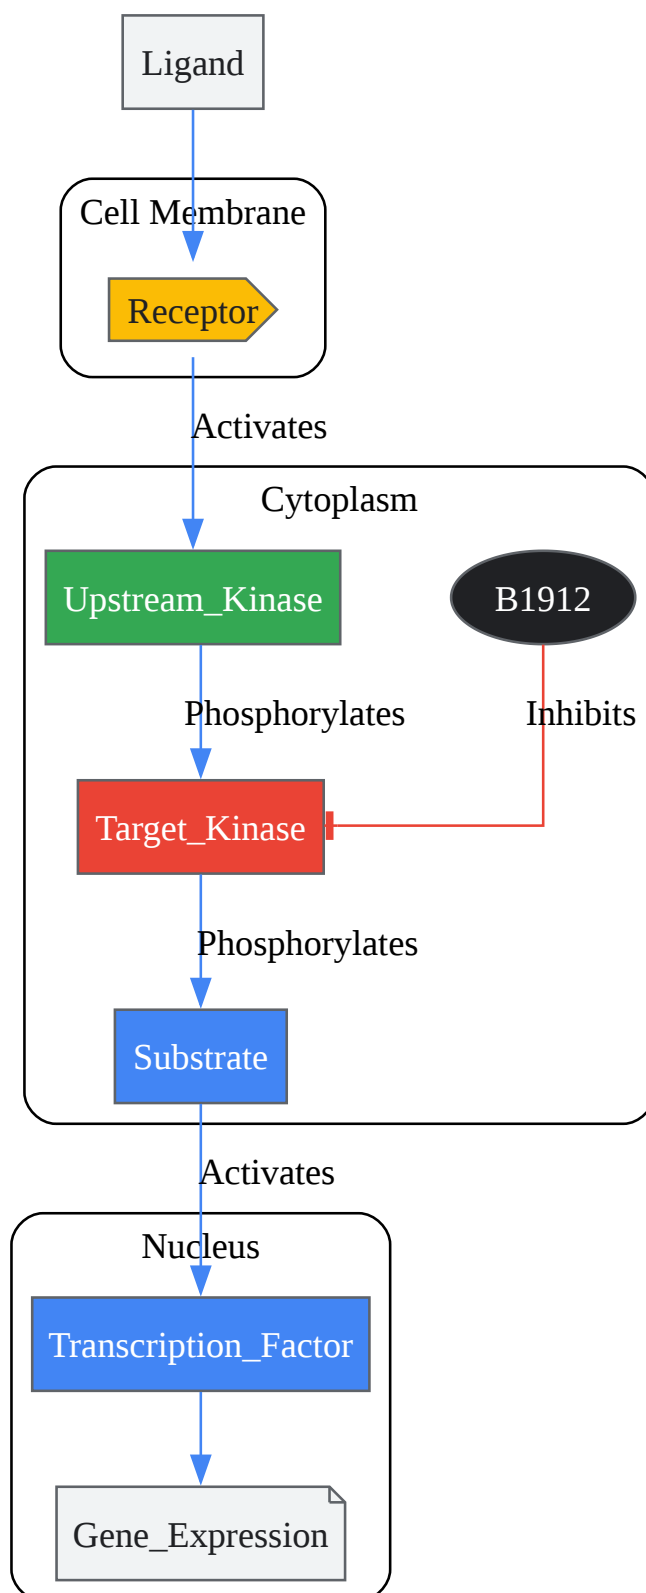 Ligand
Cell Membrane
Receptor
Activates
Cytoplasm
Upstream_Kinase
B1912
Phosphorylates
Inhibits
Target_Kinase
Phosphorylates
Substrate
Activates
Nucleus
Transcription_Factor
Gene_Expression